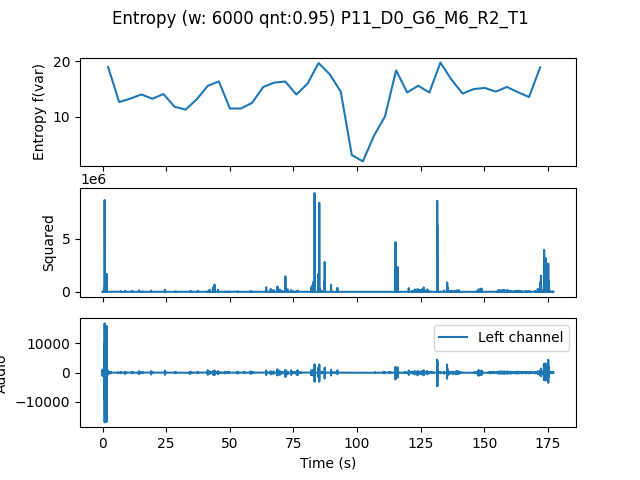 Entropy (w: 6000 qnt:0.95) P11_D0_G6_M6_R2_T1
20
10
Entropy f(var)
1e6
5
0
Squared
10000
0
−10000
Audio
Left channel
0 25 50 75 100 125 150 175
Time (s)